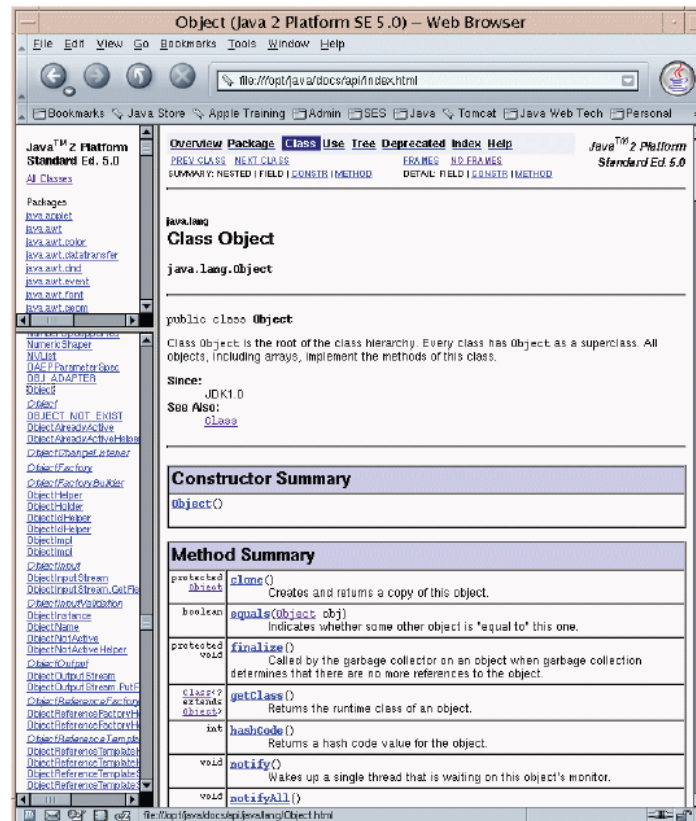 Object (Java 2 Platform SE 5.0) – Web Browser
File Edit View Go Bookmarks Tools Window Help
file:///opt/java/docs/api/index.html
Bookmarks Java Store Apple Training Admin SES Java Tomcat Java Web Tech Personal
Java™ 2 Platform
Standard Ed. 5.0
All Classes
Packages
java.applet
java.awt
java.awt.color
java.awt.datatransfer
java.awt.dnd
java.awt.event
java.awt.font
java.awt.geom
NumericShaper
NVList
OAEPParameterSpec
OBJ_ADAPTER
Object
Object
OBJECT_NOT_EXIST
ObjectAlreadyActive
ObjectAlreadyActiveHelper
ObjectChangeListener
ObjectFactory
ObjectFactoryBuilder
ObjectHelper
ObjectHolder
ObjectIdHelper
ObjectIdHelper
ObjectImpl
ObjectImpl
ObjectInput
ObjectInputStream
ObjectInputStream.GetFie
ObjectInputValidation
ObjectInstance
ObjectName
ObjectNotActive
ObjectNotActiveHelper
ObjectOutput
ObjectOutputStream
ObjectOutputStream.PutF
ObjectReferenceFactory
ObjectReferenceFactoryH
ObjectReferenceFactoryH
ObjectReferenceTempla
ObjectReferenceTemplateH
ObjectReferenceTemplateH
ObjectReferenceTemplateS
ObjectReferenceTemplateS
Overview Package Class Use Tree Deprecated Index Help
Java™ 2 Platform
Standard Ed. 5.0
PREV CLASS NEXT CLASS FRAMES NO FRAMES
SUMMARY: NESTED | FIELD | CONSTR | METHOD DETAIL: FIELD | CONSTR | METHOD
java.lang
Class Object
java.lang.Object
public class Object
Class Object is the root of the class hierarchy. Every class has Object as a superclass. All
objects, including arrays, implement the methods of this class.
Since:
JDK1.0
See Also:
Class
Constructor Summary
Object()
Method Summary
protected Object clone()
Creates and returns a copy of this object.
boolean equals(Object obj)
Indicates whether some other object is "equal to" this one.
protected void finalize()
Called by the garbage collector on an object when garbage collection
determines that there are no more references to the object.
Class<? extends Object> getClass()
Returns the runtime class of an object.
int hashCode()
Returns a hash code value for the object.
void notify()
Wakes up a single thread that is waiting on this object's monitor.
void notifyAll()
file:///opt/java/docs/api/java/lang/Object.html